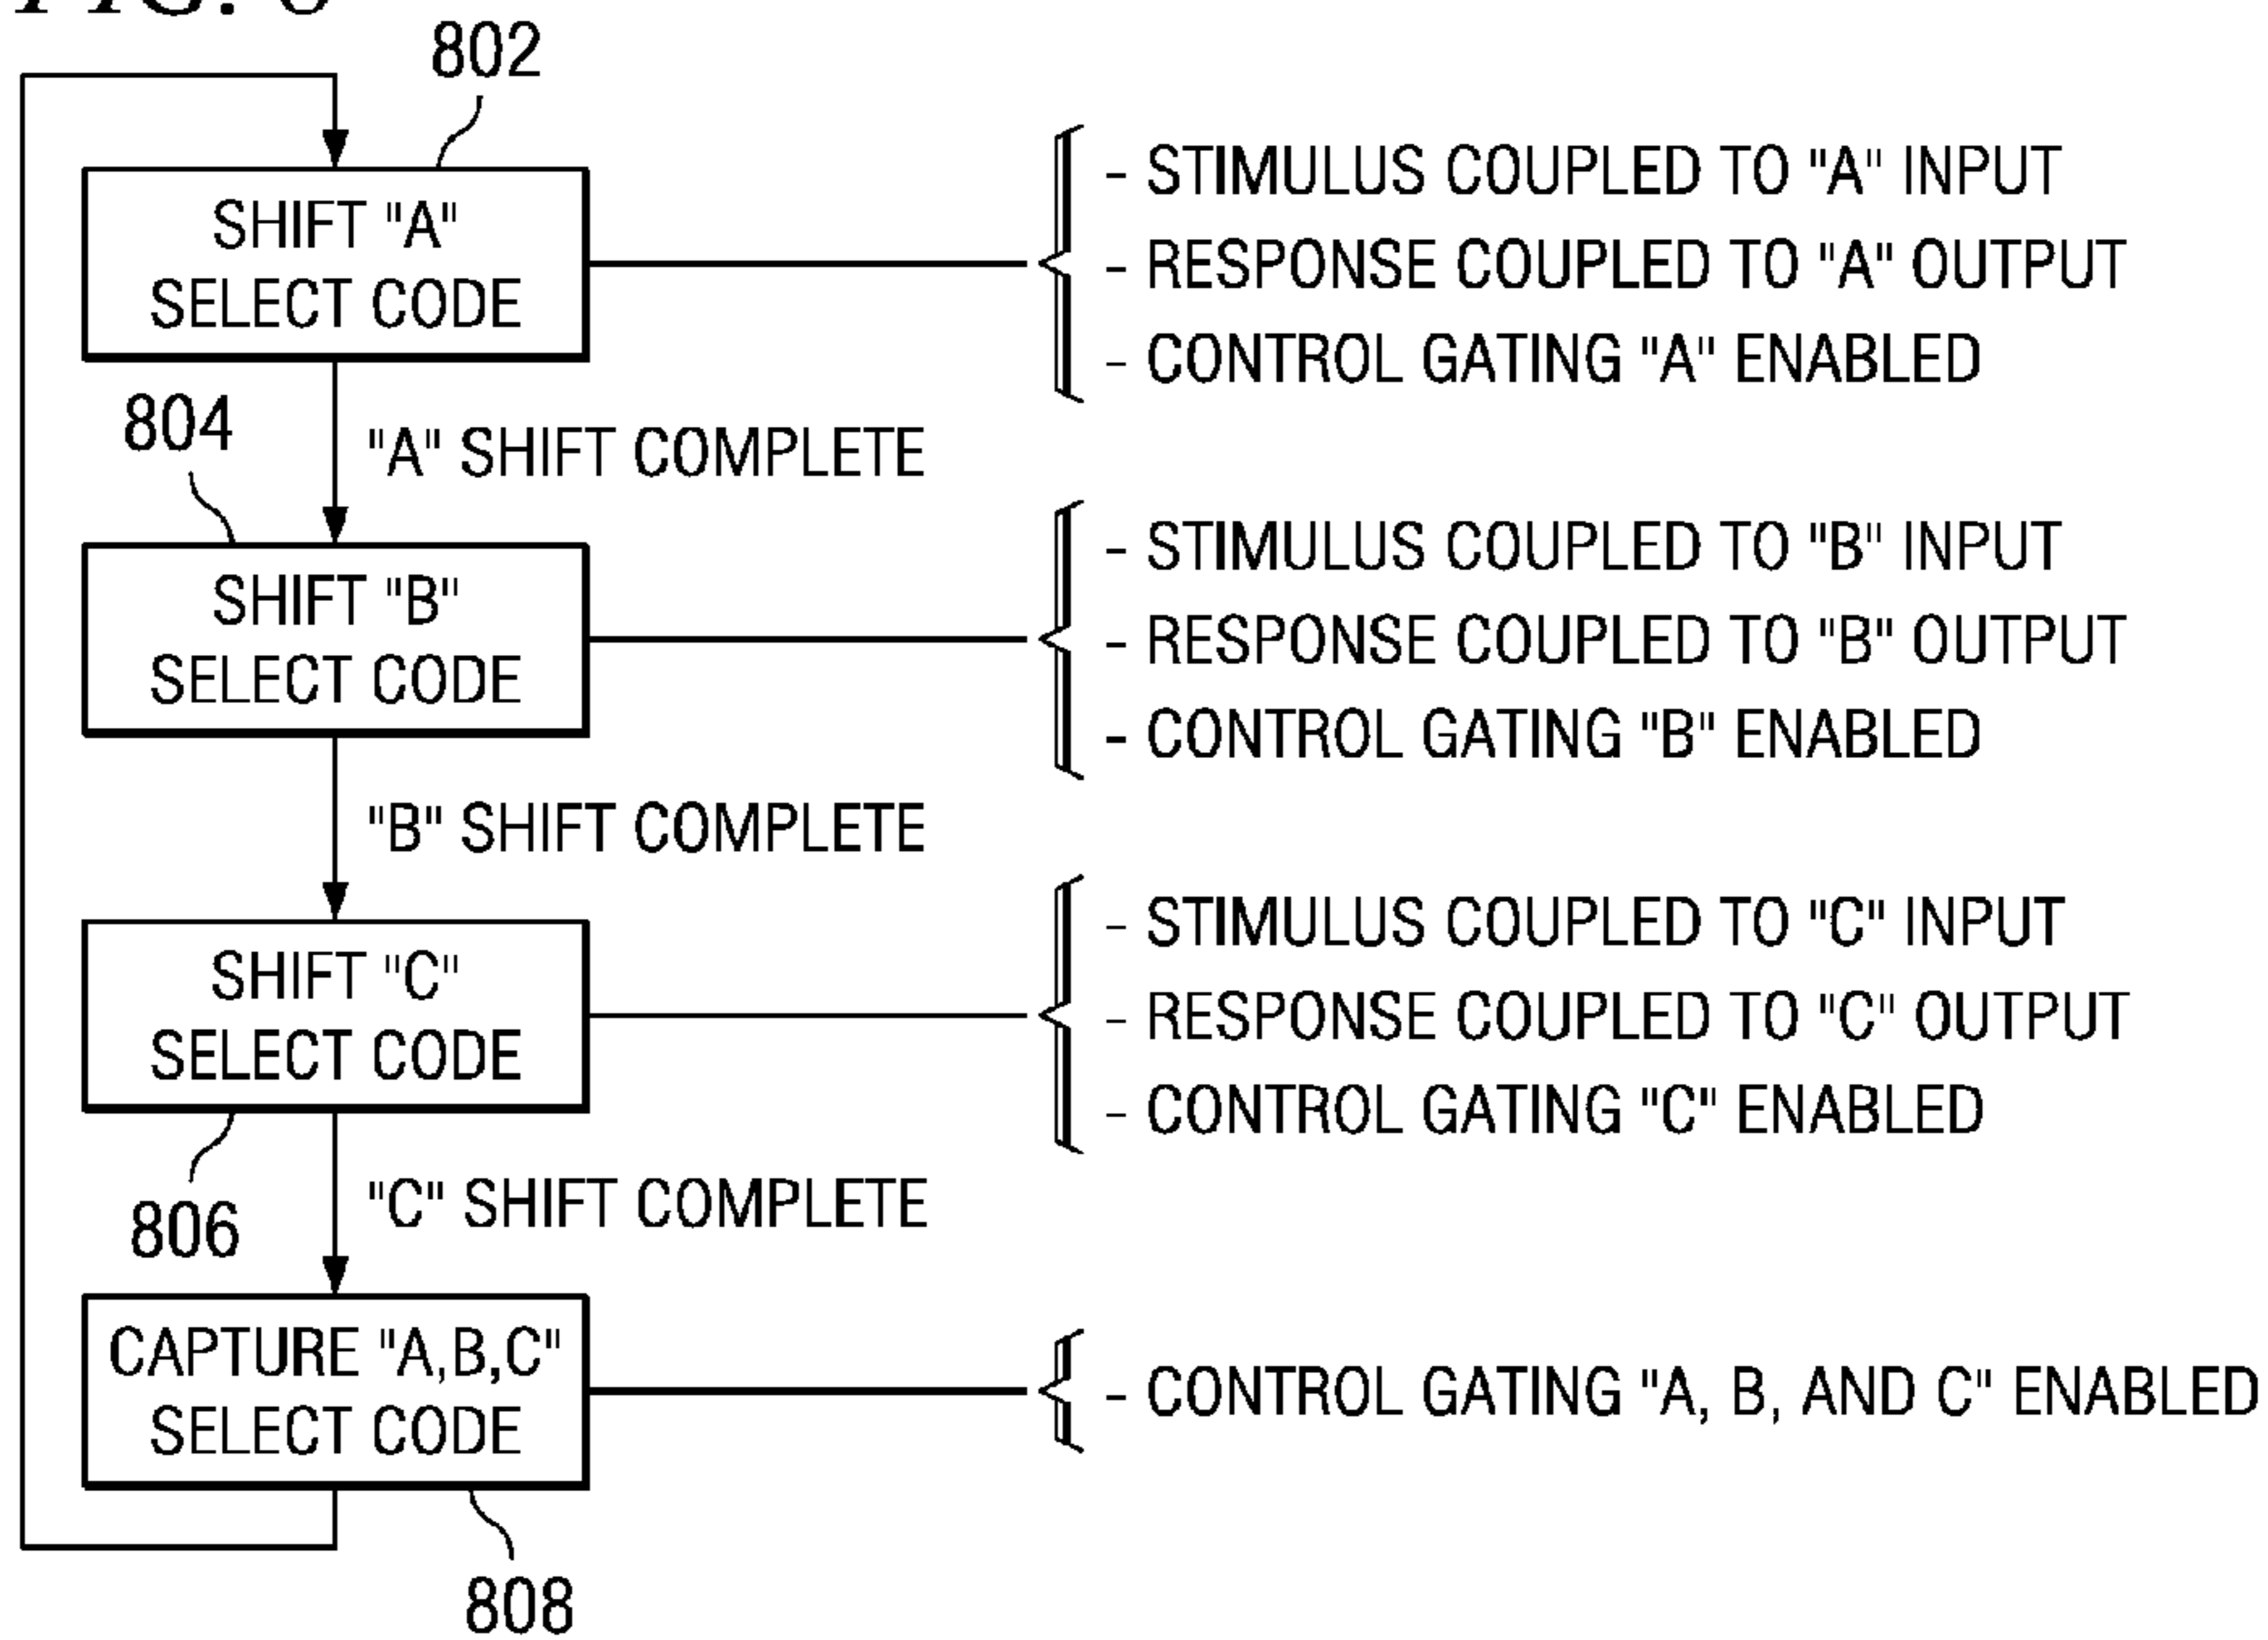 802
SHIFT "A"
SELECT CODE
- STIMULUS COUPLED TO "A" INPUT
- RESPONSE COUPLED TO "A" OUTPUT
- CONTROL GATING "A" ENABLED
804
"A" SHIFT COMPLETE
SHIFT "B"
SELECT CODE
- STIMULUS COUPLED TO "B" INPUT
- RESPONSE COUPLED TO "B" OUTPUT
- CONTROL GATING "B" ENABLED
"B" SHIFT COMPLETE
SHIFT "C"
SELECT CODE
- STIMULUS COUPLED TO "C" INPUT
- RESPONSE COUPLED TO "C" OUTPUT
- CONTROL GATING "C" ENABLED
806
"C" SHIFT COMPLETE
CAPTURE "A,B,C"
SELECT CODE
- CONTROL GATING "A, B, AND C" ENABLED
808